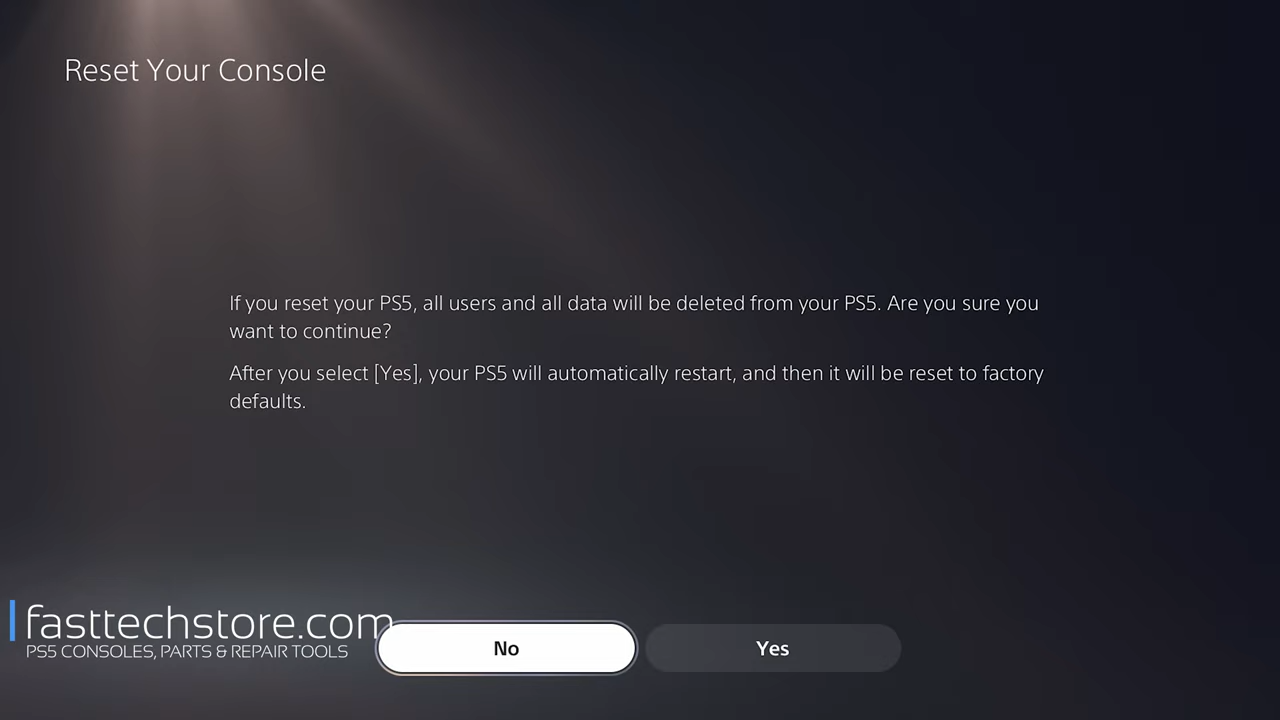 Reset Your Console
If you reset your PS5, all users and all data will be deleted from your PS5. Are you sure you
want to continue?
After you select [Yes], your PS5 will automatically restart, and then it will be reset to factory
defaults.
fasttechstore.com
PS5 CONSOLES, PARTS & REPAIR TOOLS
No
Yes